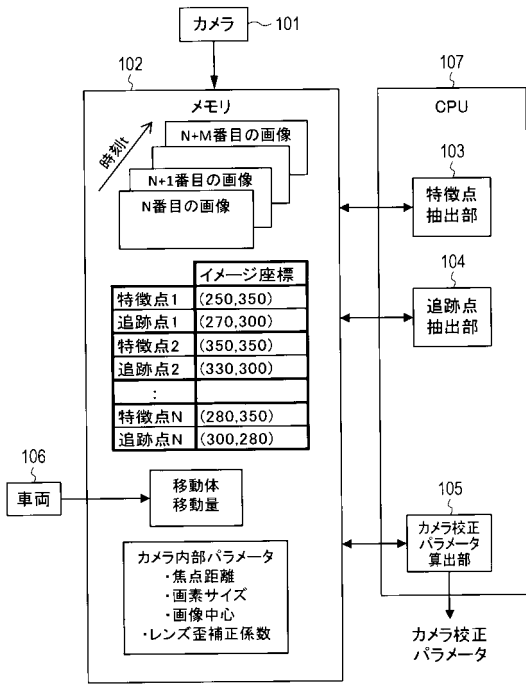 カメラ 101
102
107
メモリ
CPU
時刻t
N+M番目の画像
N+1番目の画像
N番目の画像
103
特徴点
抽出部
104
追跡点
抽出部
イメージ座標
特徴点1 (250,350)
追跡点1 (270,300)
特徴点2 (350,350)
追跡点2 (330,300)
:
特徴点N (280,350)
追跡点N (300,280)
106
車両
移動体
移動量
105
カメラ校正
パラメータ
算出部
カメラ内部パラメータ
・焦点距離
・画素サイズ
・画像中心
・レンズ歪補正係数
カメラ校正
パラメータ